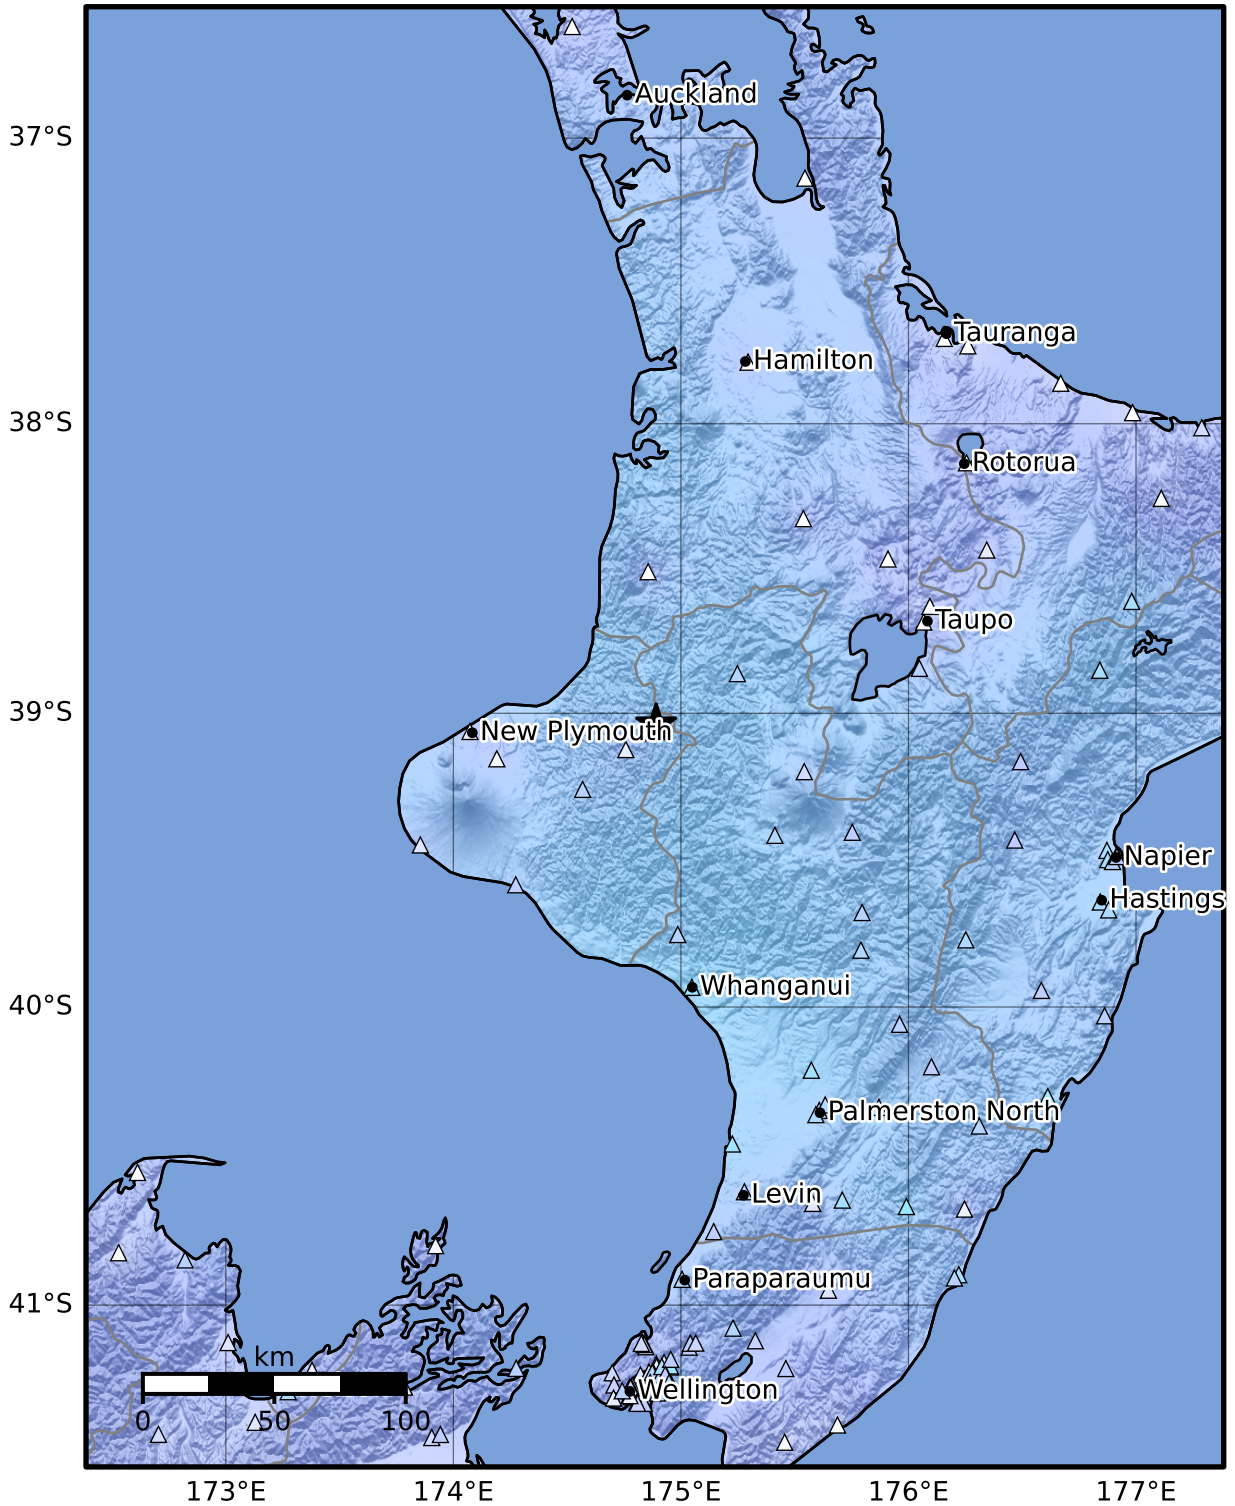 Auckland
37°S
Tauranga
Hamilton
38°S
Rotorua
Taupo
39°S
New Plymouth
Napier
Hastings
Whanganui
40°S
Palmerston North
Levin
Paraparaumu
41°S
km
Wellington
0 50 100
173°E 174°E 175°E 176°E 177°E